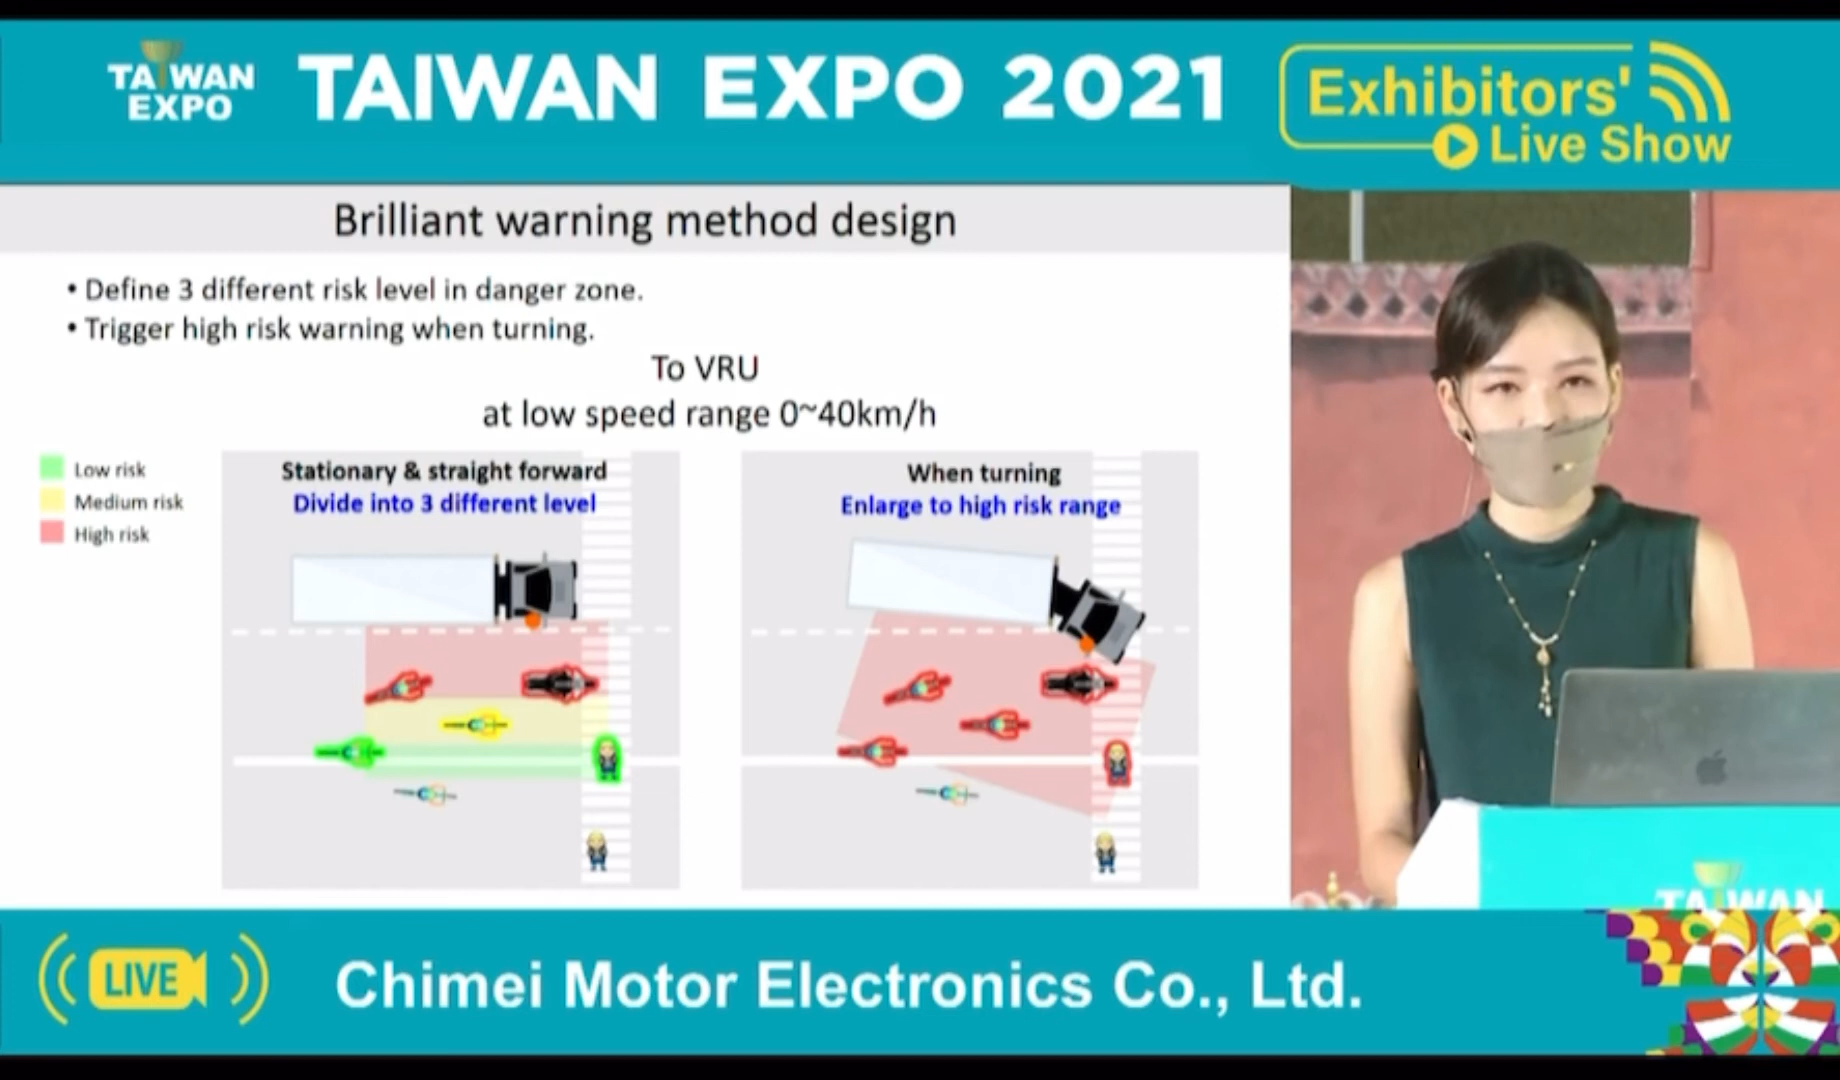 TAIWAN
EXPO
TAIWAN EXPO 2021
Exhibitors'
Live Show
Brilliant warning method design
• Define 3 different risk level in danger zone.
• Trigger high risk warning when turning.
To VRU
at low speed range 0~40km/h
Low risk
Medium risk
High risk
Stationary & straight forward
Divide into 3 different level
When turning
Enlarge to high risk range
TAIWAN
LIVE
Chimei Motor Electronics Co., Ltd.